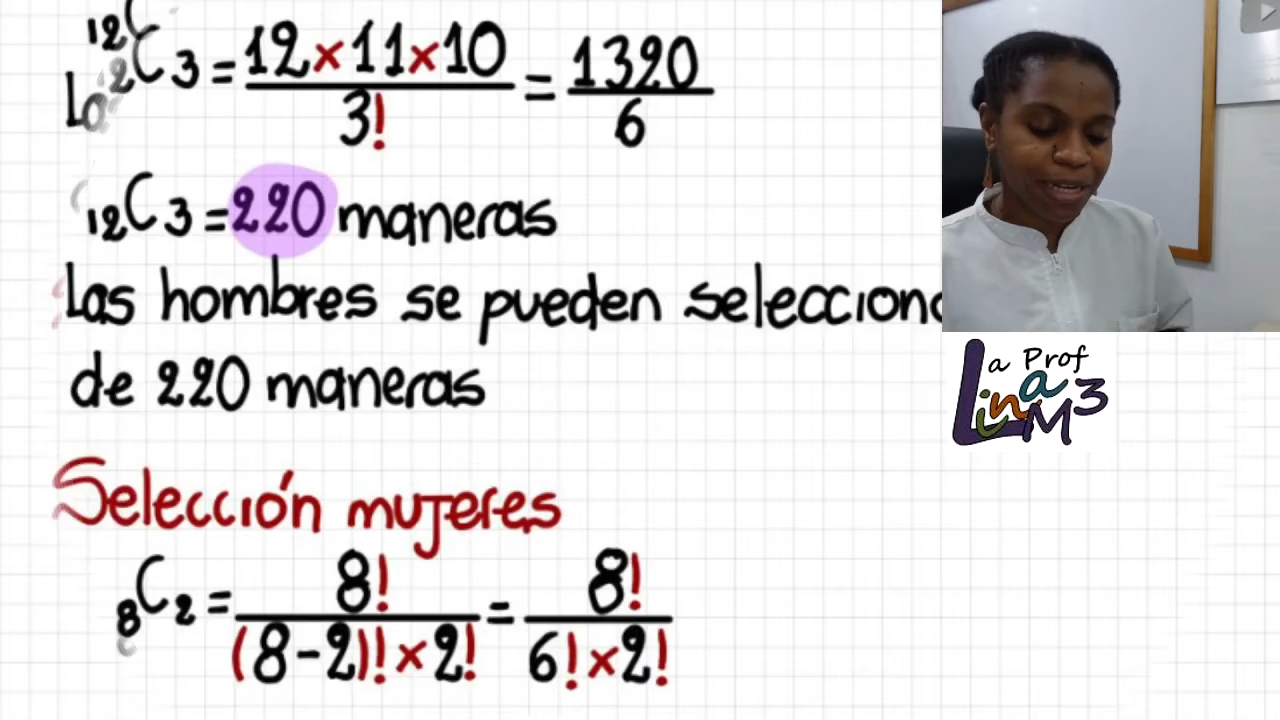 ₁₂C₃ = 12×11×10 / 3! = 1320 / 6
₁₂C₃ = 220 maneras
Los hombres se pueden selecciona
de 220 maneras
Selección mujeres
₈C₂ = 8! / (8-2)!×2! = 8! / 6!×2!
La Prof
Lina M3